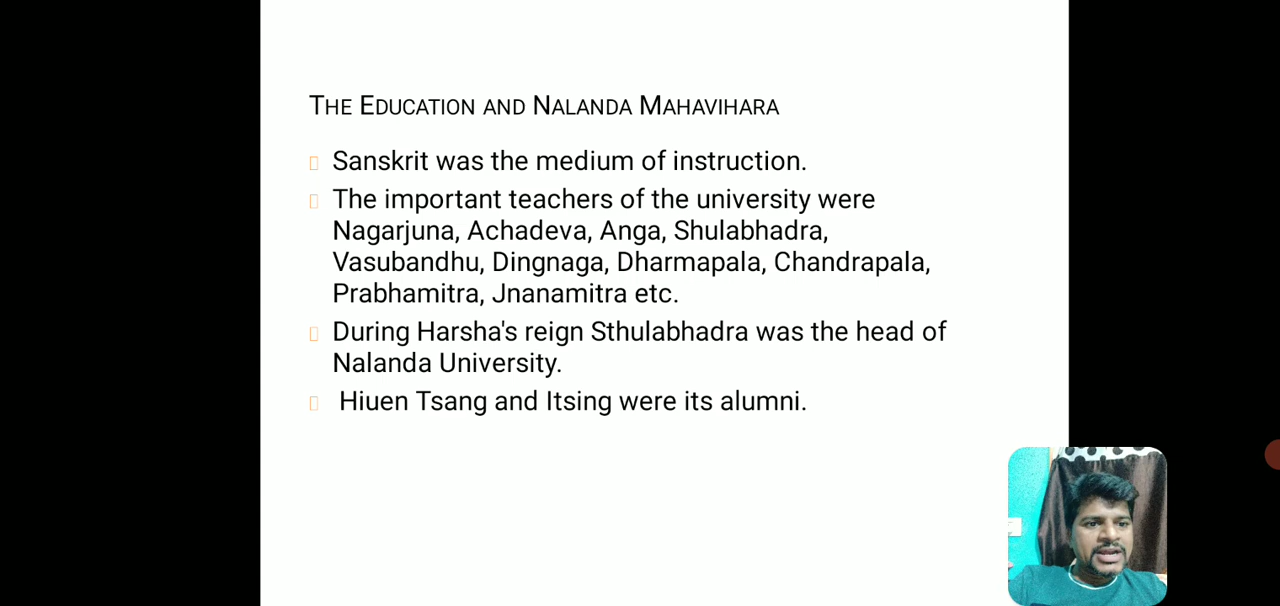 The Education and Nalanda Mahavihara
Sanskrit was the medium of instruction.
The important teachers of the university were
Nagarjuna, Achadeva, Anga, Shulabhadra,
Vasubandhu, Dingnaga, Dharmapala, Chandrapala,
Prabhamitra, Jnanamitra etc.
During Harsha's reign Sthulabhadra was the head of
Nalanda University.
Hiuen Tsang and Itsing were its alumni.